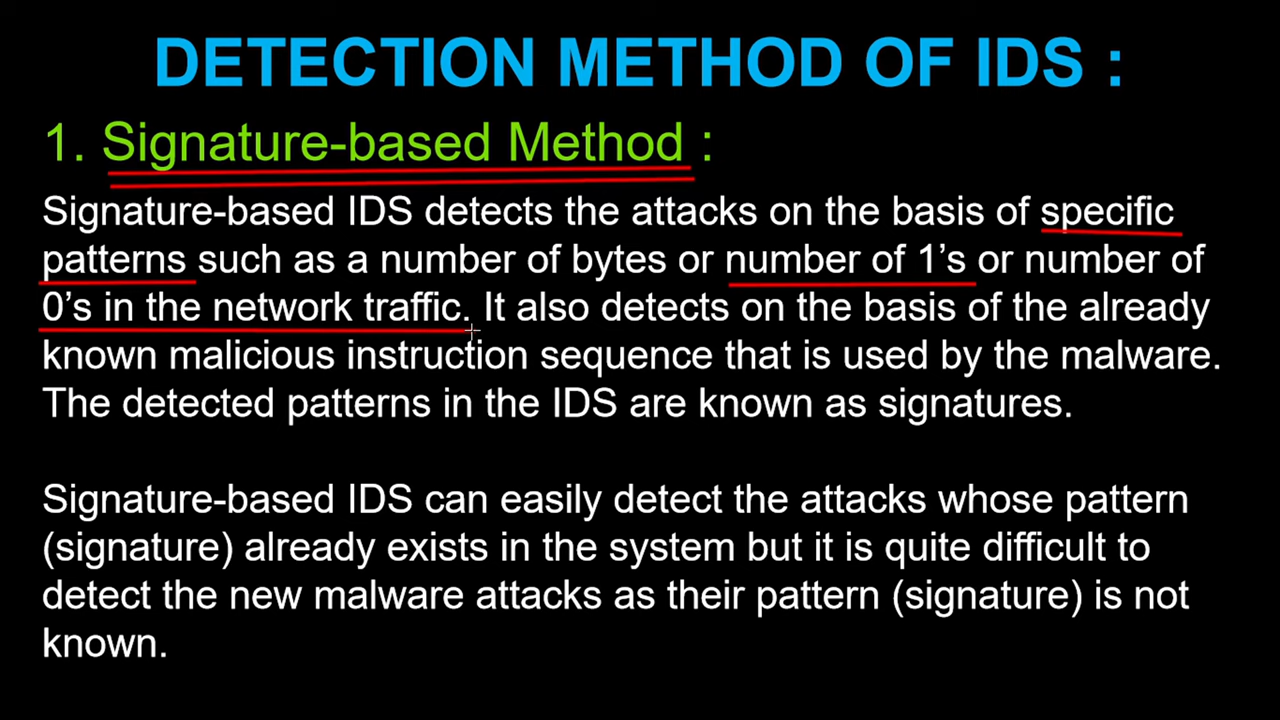 DETECTION METHOD OF IDS :
1. Signature-based Method :
Signature-based IDS detects the attacks on the basis of specific
patterns such as a number of bytes or number of 1’s or number of
0’s in the network traffic. It also detects on the basis of the already
known malicious instruction sequence that is used by the malware.
The detected patterns in the IDS are known as signatures.
Signature-based IDS can easily detect the attacks whose pattern
(signature) already exists in the system but it is quite difficult to
detect the new malware attacks as their pattern (signature) is not
known.